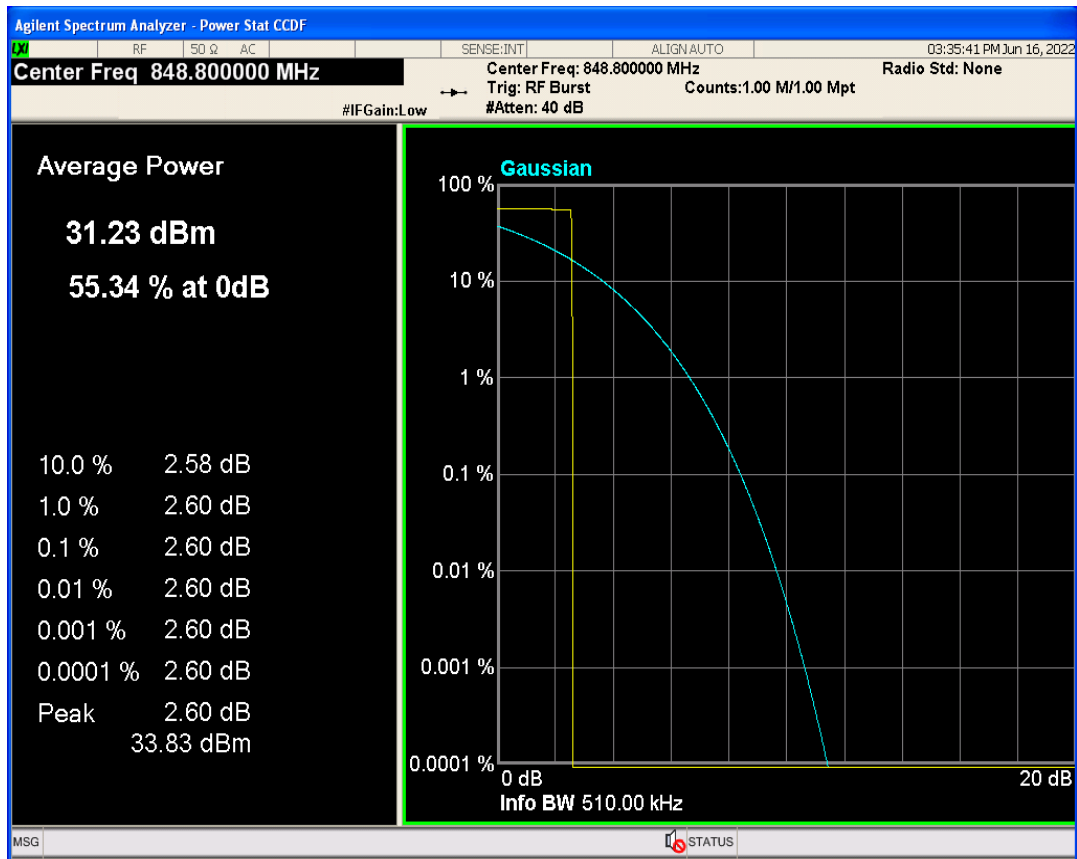 Agilent Spectrum Analyzer - Power Stat CCDF
LXI RF 50 Ω AC SENSE:INT ALIGN AUTO 03:35:41 PM Jun 16, 2022
Center Freq 848.800000 MHz
Center Freq: 848.800000 MHz Radio Std: None
Trig: RF Burst Counts:1.00 M/1.00 Mpt
#IFGain:Low #Atten: 40 dB
Average Power
31.23 dBm
55.34 % at 0dB
10.0 % 2.58 dB
1.0 % 2.60 dB
0.1 % 2.60 dB
0.01 % 2.60 dB
0.001 % 2.60 dB
0.0001 % 2.60 dB
Peak 2.60 dB
33.83 dBm
Gaussian
100 %
10 %
1 %
0.1 %
0.01 %
0.001 %
0.0001 %
0 dB 20 dB
Info BW 510.00 kHz
MSG STATUS